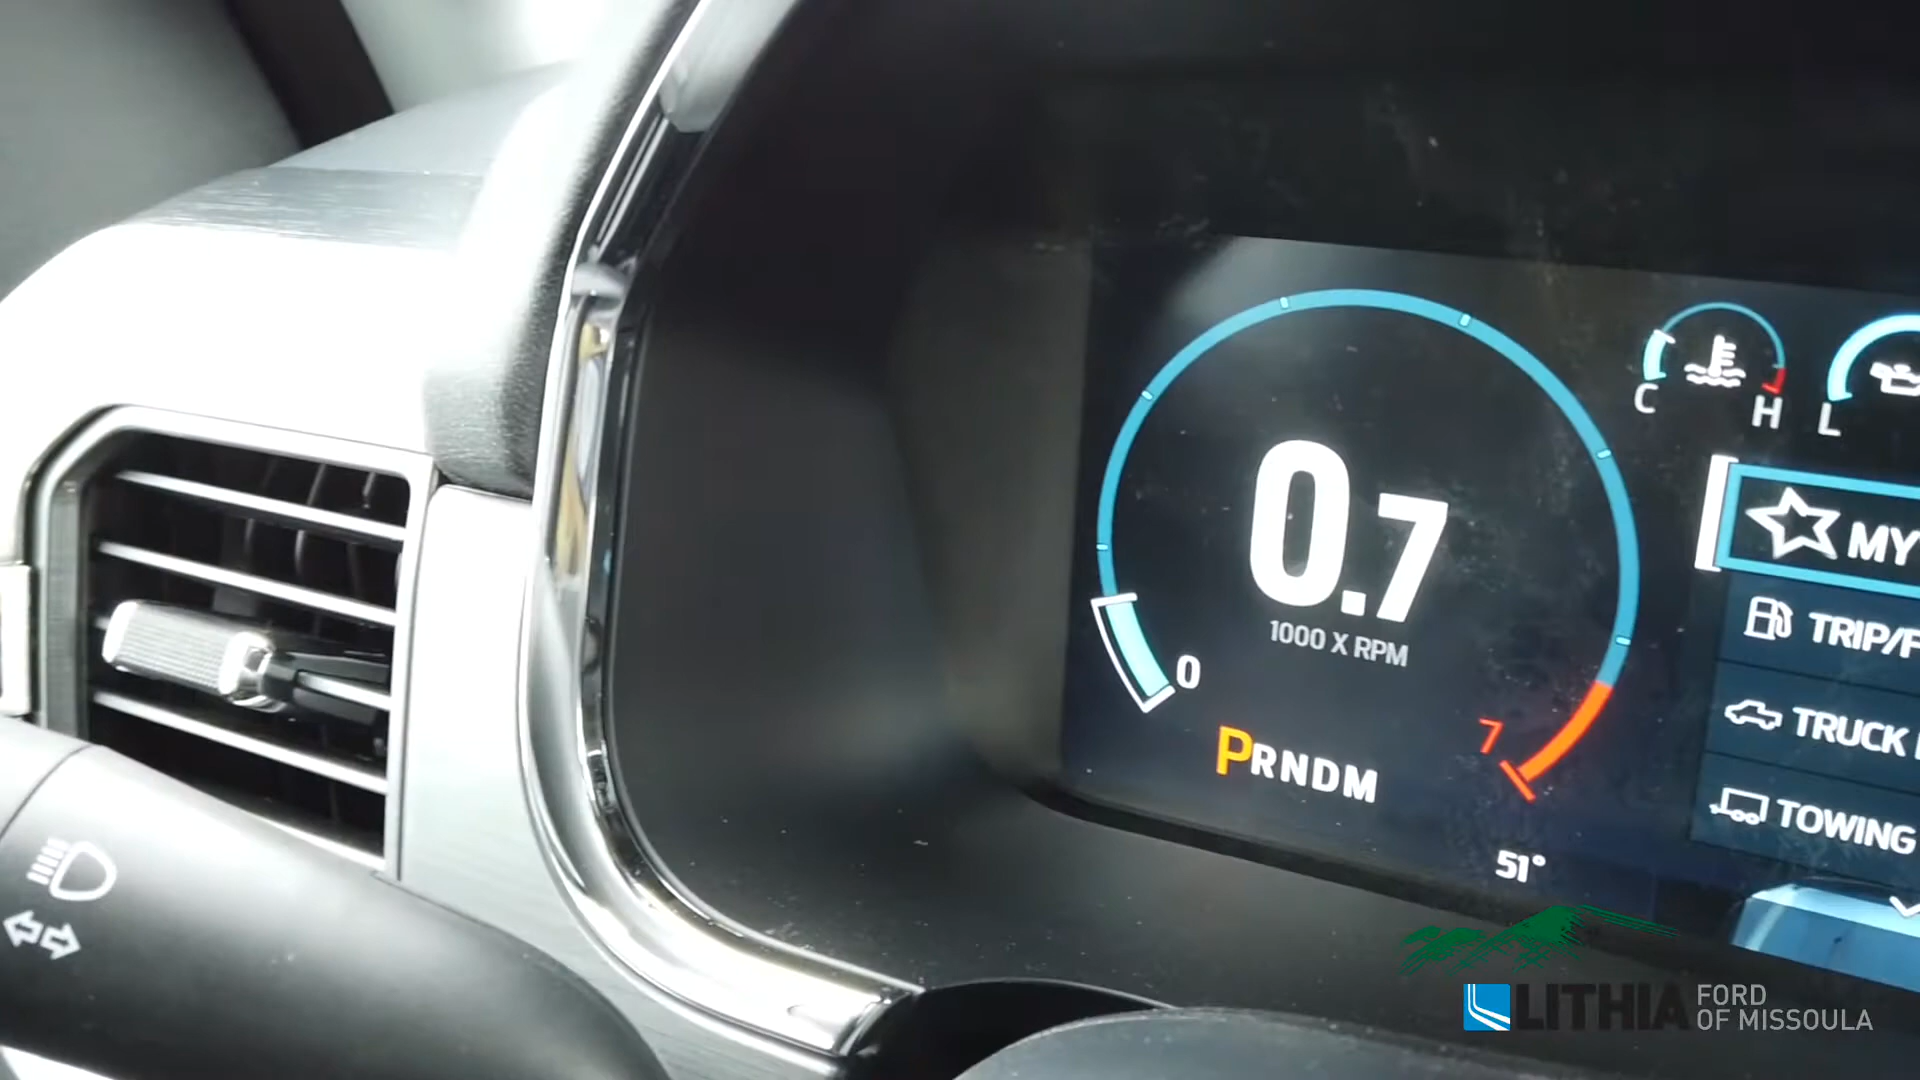 C
H
L
0.7
1000 X RPM
0
7
PRNDM
51°
MY
TRIP/F
TRUCK
TOWING
LITHIA
FORD
OF MISSOULA